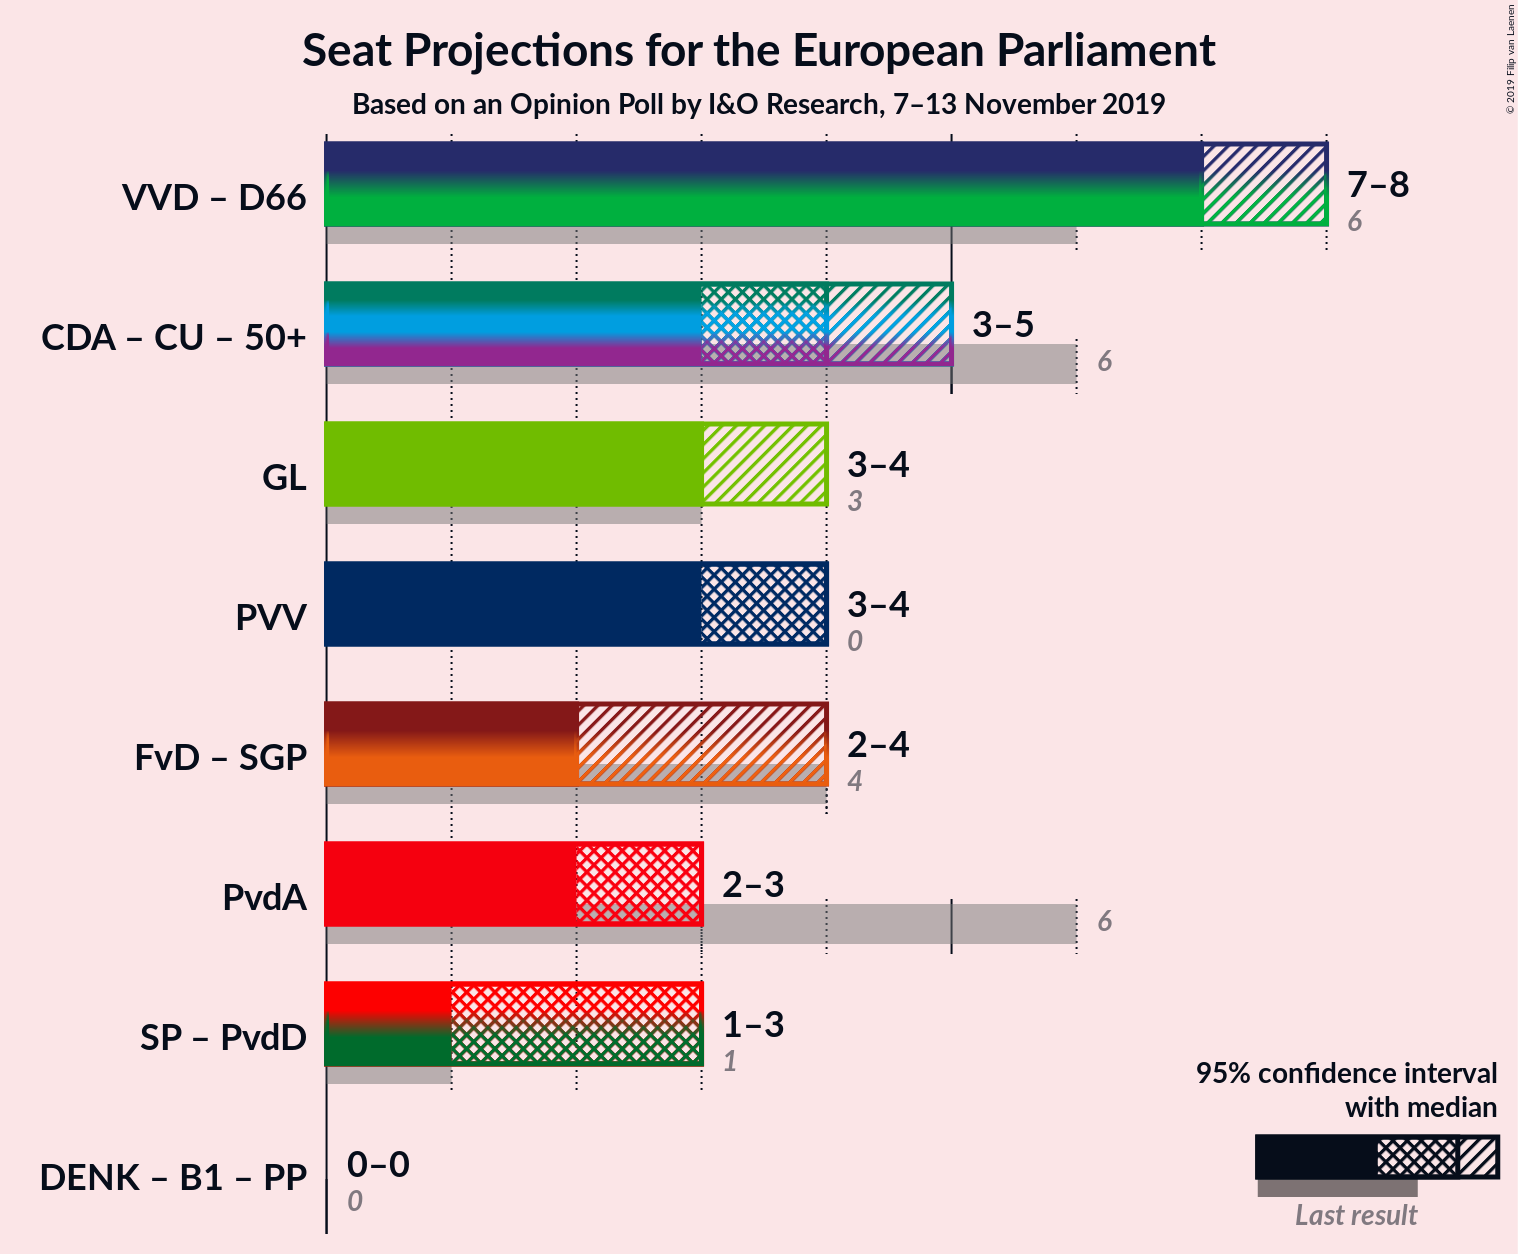 Seat Projections for the European Parliament
Based on an Opinion Poll by I&O Research, 7–13 November 2019
© 2019 Filip van Laenen
VVD – D66
7–8
6
CDA – CU – 50+
3–5
6
GL
3–4
3
PVV
3–4
0
FvD – SGP
2–4
4
PvdA
2–3
6
SP – PvdD
1–3
1
DENK – B1 – PP
0–0
0
95% confidence interval
with median
Last result